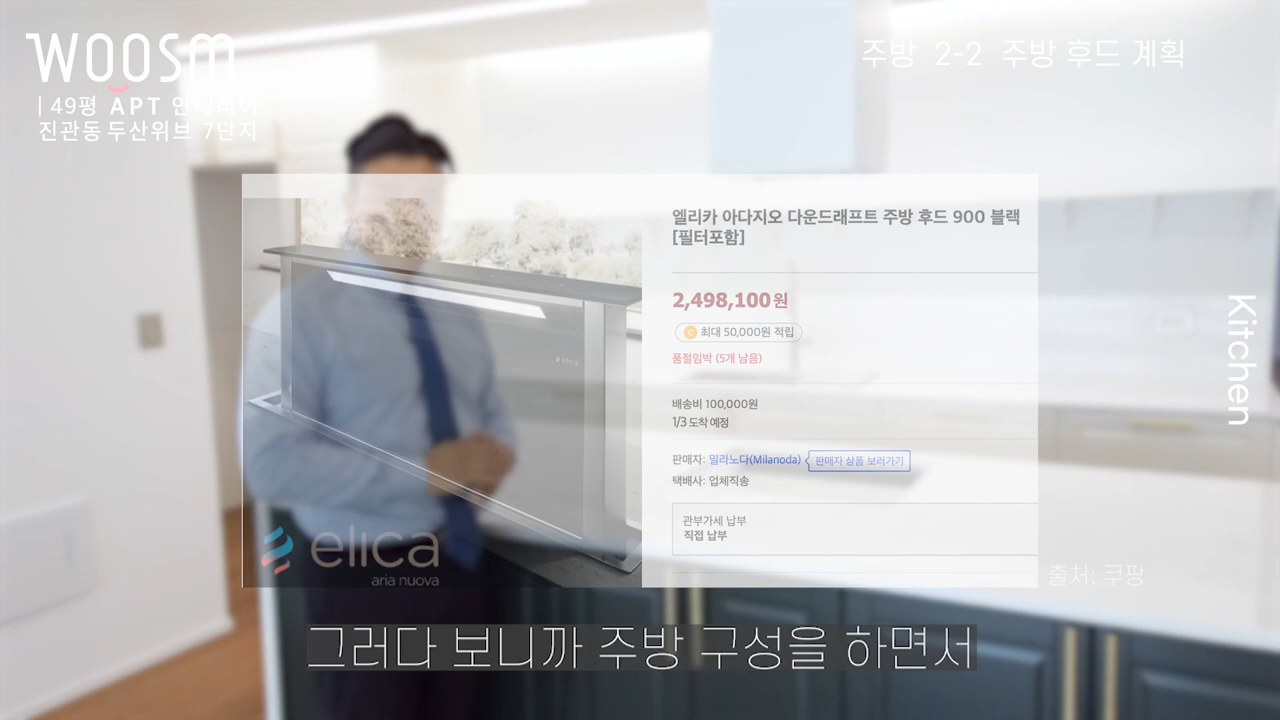 WOOSM
| 49평 APT 인테리어
진관동 두산위브 7단지
주방 2-2 주방 후드 계획
엘리카 아다지오 다운드래프트 주방 후드 900 블랙
[필터포함]
2,498,100원
C 최대 50,000원 적립
품절임박 (5개 남음)
배송비 100,000원
1/3 도착 예정
판매자: 밀라노다(Milanoda) 판매자 상품 보러가기
택배사: 업체직송
관부가세 납부
직접 납부
elica
elica
aria nuova
출처: 쿠팡
Kitchen
그러다 보니까 주방 구성을 하면서